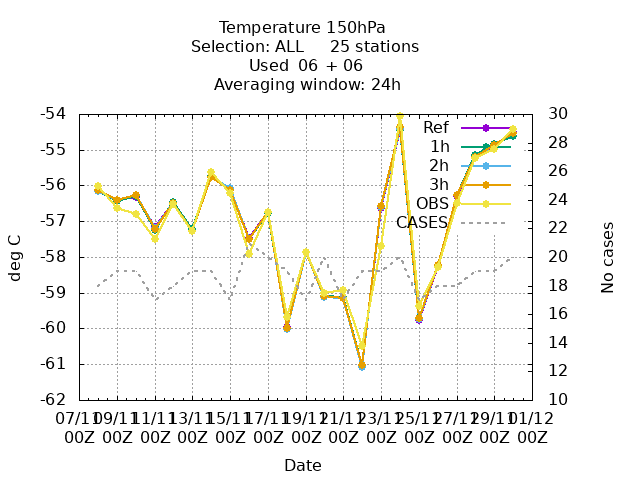 Temperature 150hPa
Selection: ALL 25 stations
Used 06 + 06
Averaging window: 24h
-54
-55
-56
-57
-58
-59
-60
-61
-62
deg C
30
28
26
24
22
20
18
16
14
12
10
No cases
Ref
1h
2h
3h
OBS
CASES
07/11 09/11 11/11 13/11 15/11 17/11 19/11 21/11 23/11 25/11 27/11 29/11 01/12
00Z 00Z 00Z 00Z 00Z 00Z 00Z 00Z 00Z 00Z 00Z 00Z 00Z
Date